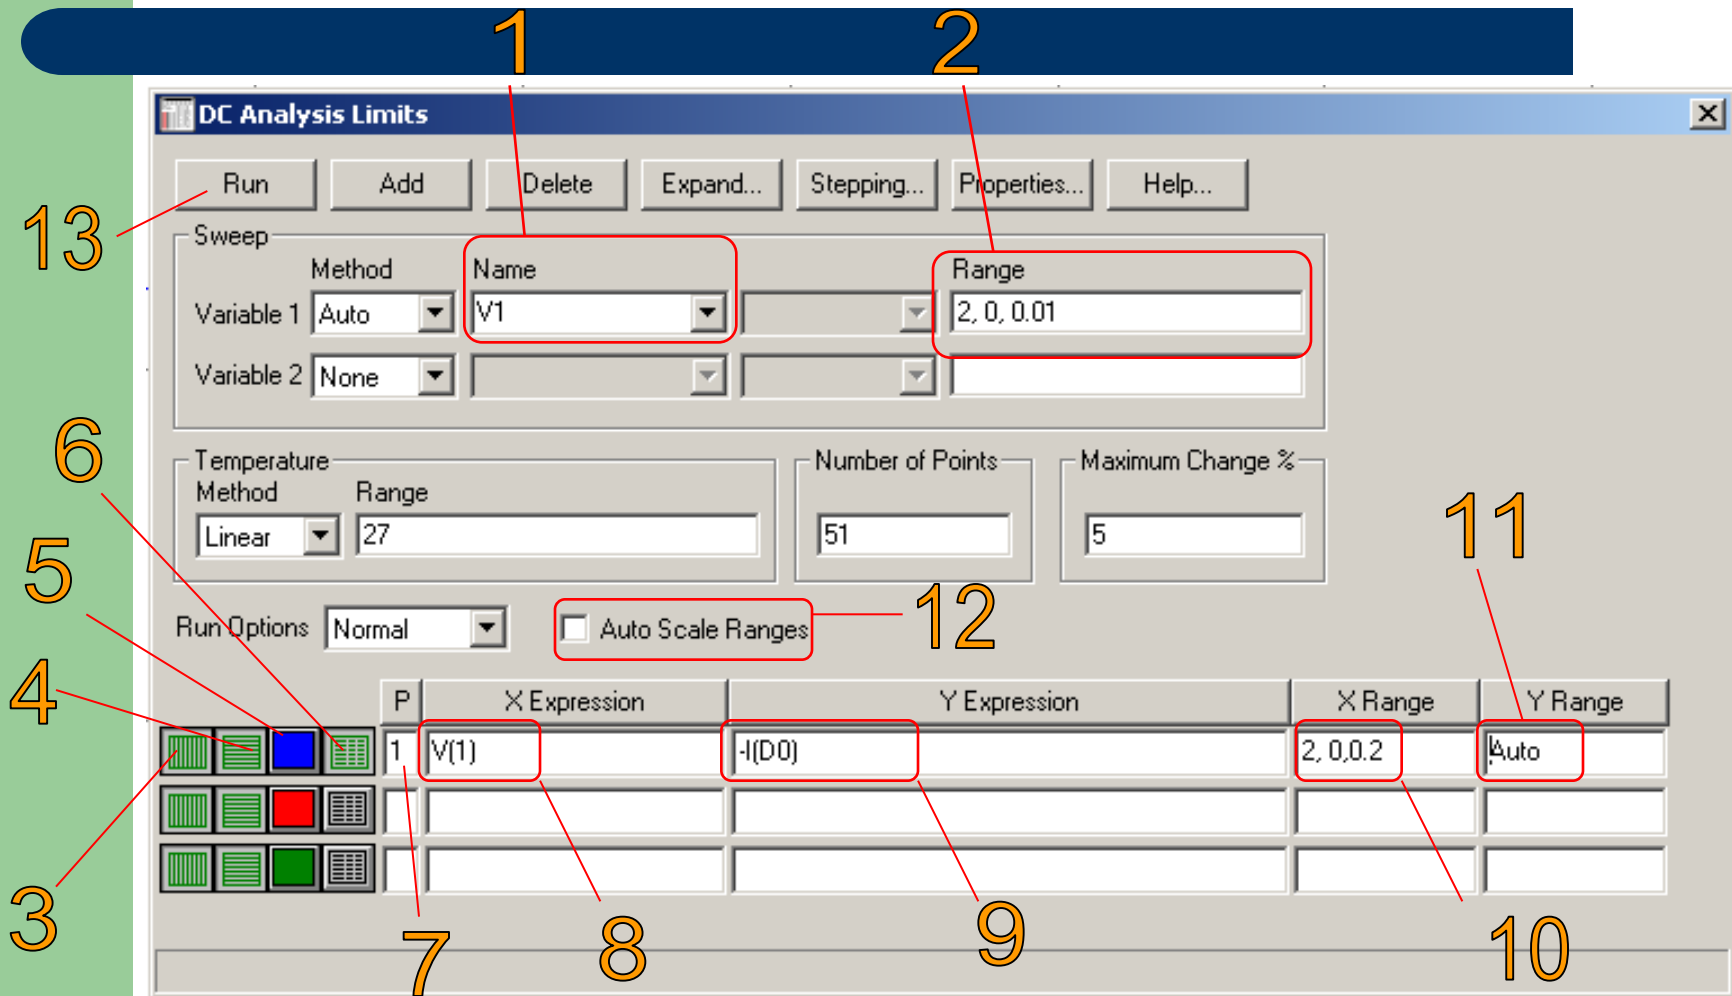 1 2
DC Analysis Limits
Run Add Delete Expand... Stepping... Properties... Help...
13
Sweep
Method Name Range
Variable 1 Auto V1 2, 0, 0.01
Variable 2 None
6
Temperature Number of Points Maximum Change %
Method Range
Linear 27 51 5
11
5
12
Run Options Normal Auto Scale Ranges
4
P X Expression Y Expression X Range Y Range
1 V(1) -I(D0) 2, 0,0.2 Auto
3
7 8 9 10